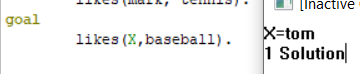 likes(mark, tennis).
goal
likes(X,baseball).
[Inactive
X=tom
1 Solution